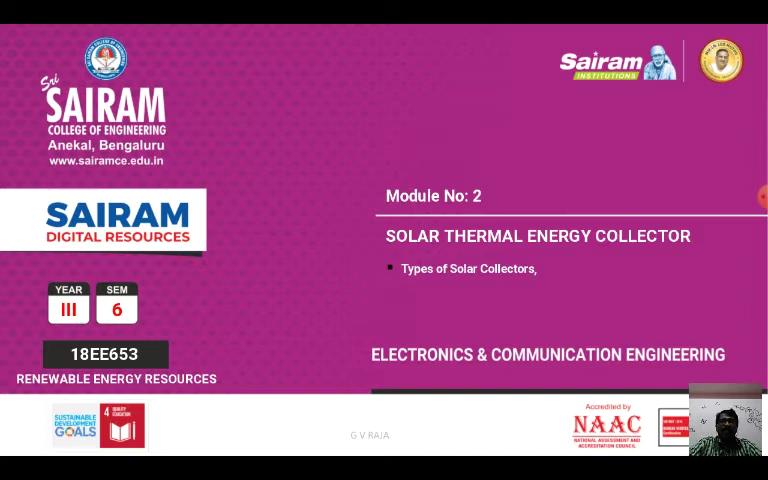 Sri
SAIRAM
COLLEGE OF ENGINEERING
Anekal, Bengaluru
www.sairamce.edu.in
Sairam
INSTITUTIONS
SAIRAM
DIGITAL RESOURCES
YEAR
III
SEM
6
18EE653
RENEWABLE ENERGY RESOURCES
Module No: 2
SOLAR THERMAL ENERGY COLLECTOR
Types of Solar Collectors,
ELECTRONICS & COMMUNICATION ENGINEERING
SUSTAINABLE
DEVELOPMENT
GOALS
4 QUALITY
EDUCATION
G V RAJA
Accredited by
NAAC
NATIONAL ASSESSMENT AND
ACCREDITATION COUNCIL